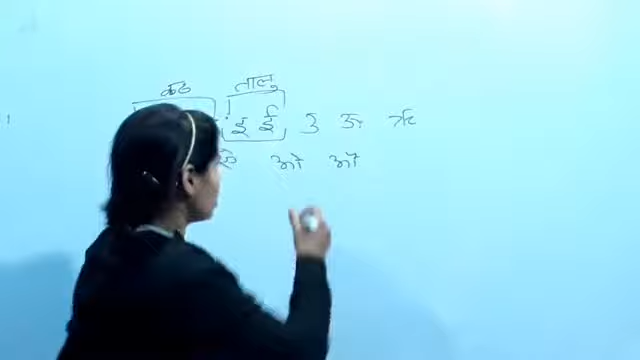 कंठ तालु
इ ई उ ऊ ऋ
ओ औ